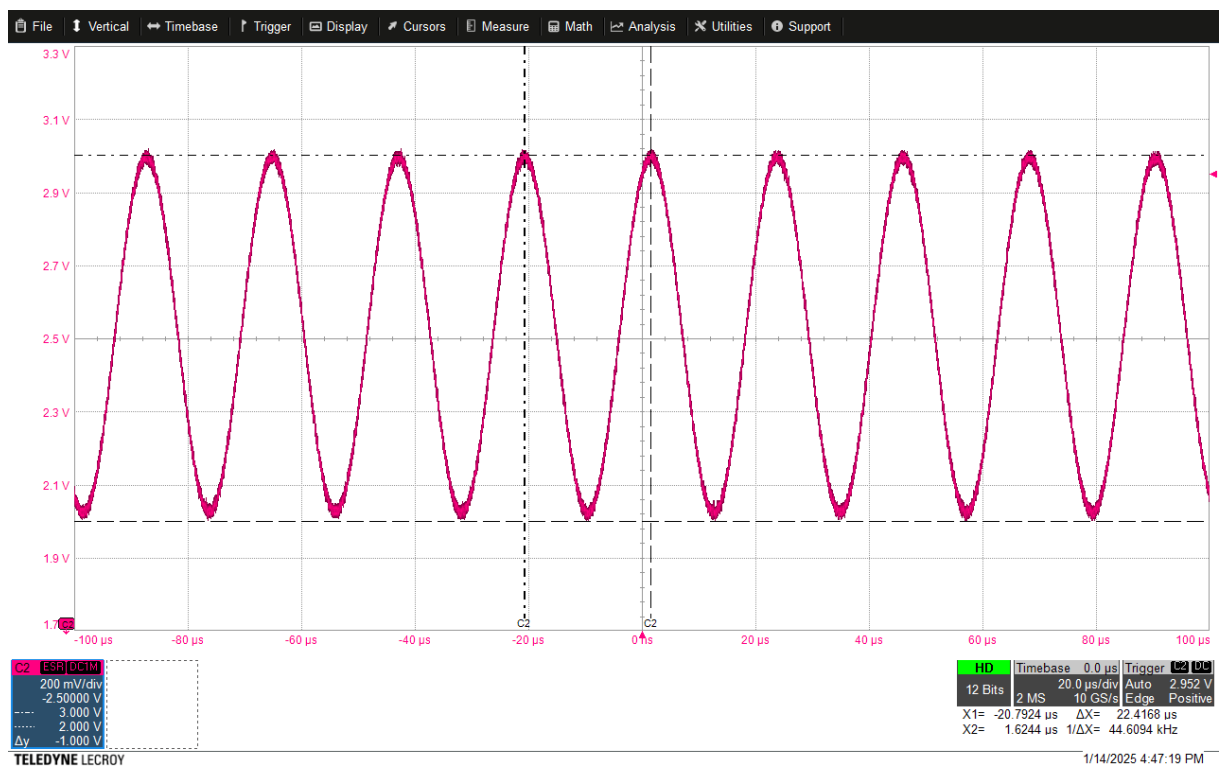 File Vertical Timebase Trigger Display Cursors Measure Math Analysis Utilities Support
3.3 V
3.1 V
2.9 V
2.7 V
2.5 V
2.3 V
2.1 V
1.9 V
C2 C2
-100 µs -80 µs -60 µs -40 µs -20 µs 20 µs 40 µs 60 µs 80 µs 100 µs
C2 DC1M
200 mV/div
-2.50000 V
3.000 V
2.000 V
Δy -1.000 V
HD
12 Bits
Timebase 0.0 µs
20.0 µs/div
2 MS 10 GS/s
Trigger C2 DC
Auto 2.952 V
Edge Positive
X1= -20.7924 µs ΔX= 22.4168 µs
X2= 1.6244 µs 1/ΔX= 44.6094 kHz
TELEDYNE LECROY
1/14/2025 4:47:19 PM